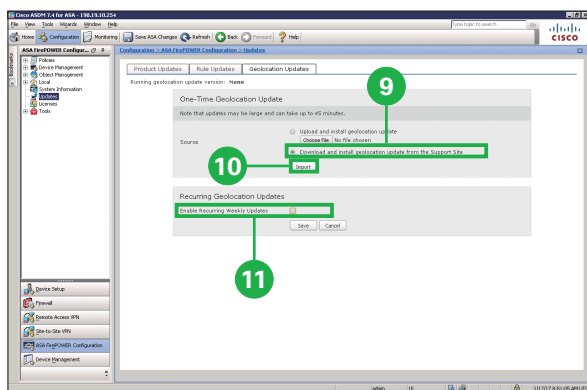 Cisco ASDM 7.4 for ASA - 198.19.10.254
File View Tools Wizards Window Help
Type topic to search Go
Home Configuration Monitoring Save ASA Changes Refresh Back Forward Help
CISCO
Bookmarks
ASA FirePOWER Configur...
Configuration > ASA FirePOWER Configuration > Updates
Policies
Device Management
Object Management
Local
System Information
Updates
Licenses
Tools
Product Updates Rule Updates Geolocation Updates
Running geolocation update version: None
9
One-Time Geolocation Update
Note that updates may be large and can take up to 45 minutes.
Source
Upload and install geolocation update
Choose File No file chosen
Download and install geolocation update from the Support Site
10
Import
Recurring Geolocation Updates
Enable Recurring Weekly Updates
Save Cancel
11
Device Setup
Firewall
Remote Access VPN
Site-to-Site VPN
ASA FirePOWER Configuration
Device Management
admin 15